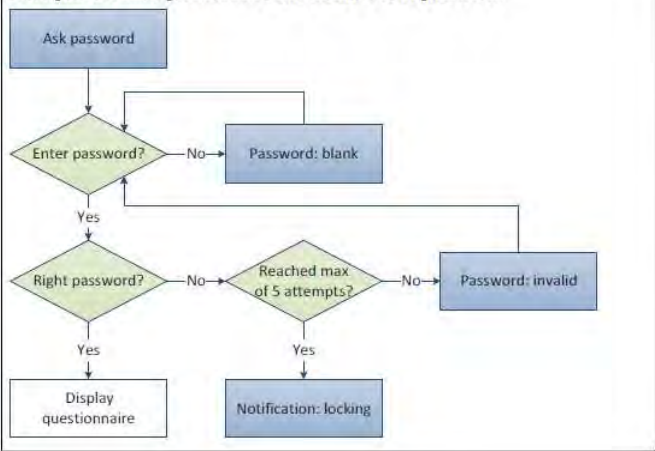 Ask password
Enter password?
No
Password: blank
Yes
Right password?
No
Reached max
of 5 attempts?
No
Password: invalid
Yes
Yes
Display
questionnaire
Notification: locking